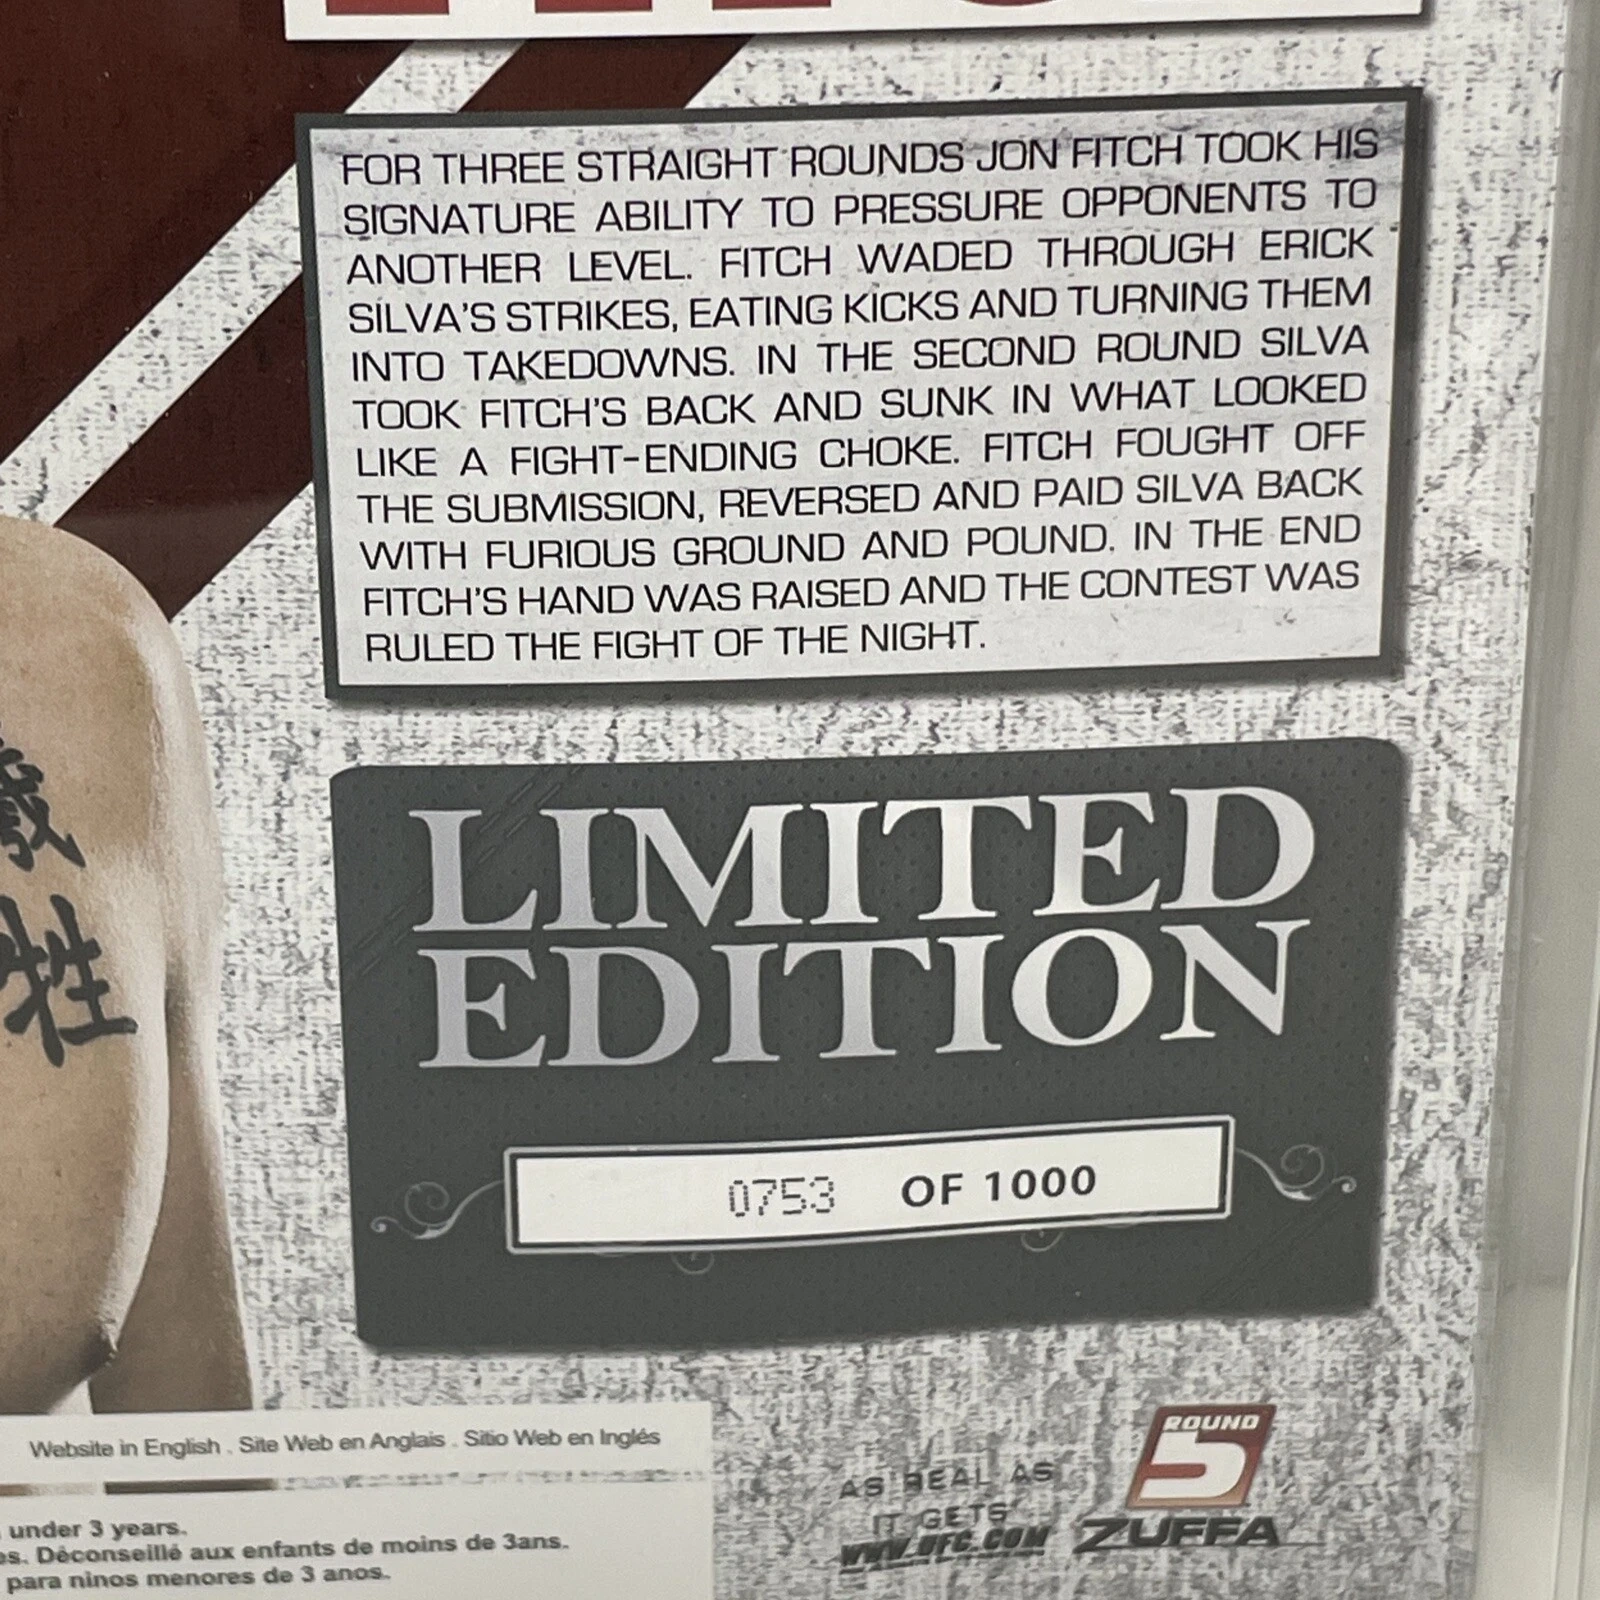 FOR THREE STRAIGHT ROUNDS JON FITCH TOOK HIS
SIGNATURE ABILITY TO PRESSURE OPPONENTS TO
ANOTHER LEVEL. FITCH WADED THROUGH ERICK
SILVA'S STRIKES, EATING KICKS AND TURNING THEM
INTO TAKEDOWNS. IN THE SECOND ROUND SILVA
TOOK FITCH'S BACK AND SUNK IN WHAT LOOKED
LIKE A FIGHT-ENDING CHOKE. FITCH FOUGHT OFF
THE SUBMISSION, REVERSED AND PAID SILVA BACK
WITH FURIOUS GROUND AND POUND. IN THE END
FITCH'S HAND WAS RAISED AND THE CONTEST WAS
RULED THE FIGHT OF THE NIGHT.
犠
牲
LIMITED
EDITION
0753 OF 1000
Website in English . Site Web en Anglais . Sitio Web en Inglés
under 3 years.
es. Déconseillé aux enfants de moins de 3ans.
para ninos menores de 3 anos.
AS REAL AS
IT GETS
WWW.UFC.COM
ROUND
5
ZUFFA